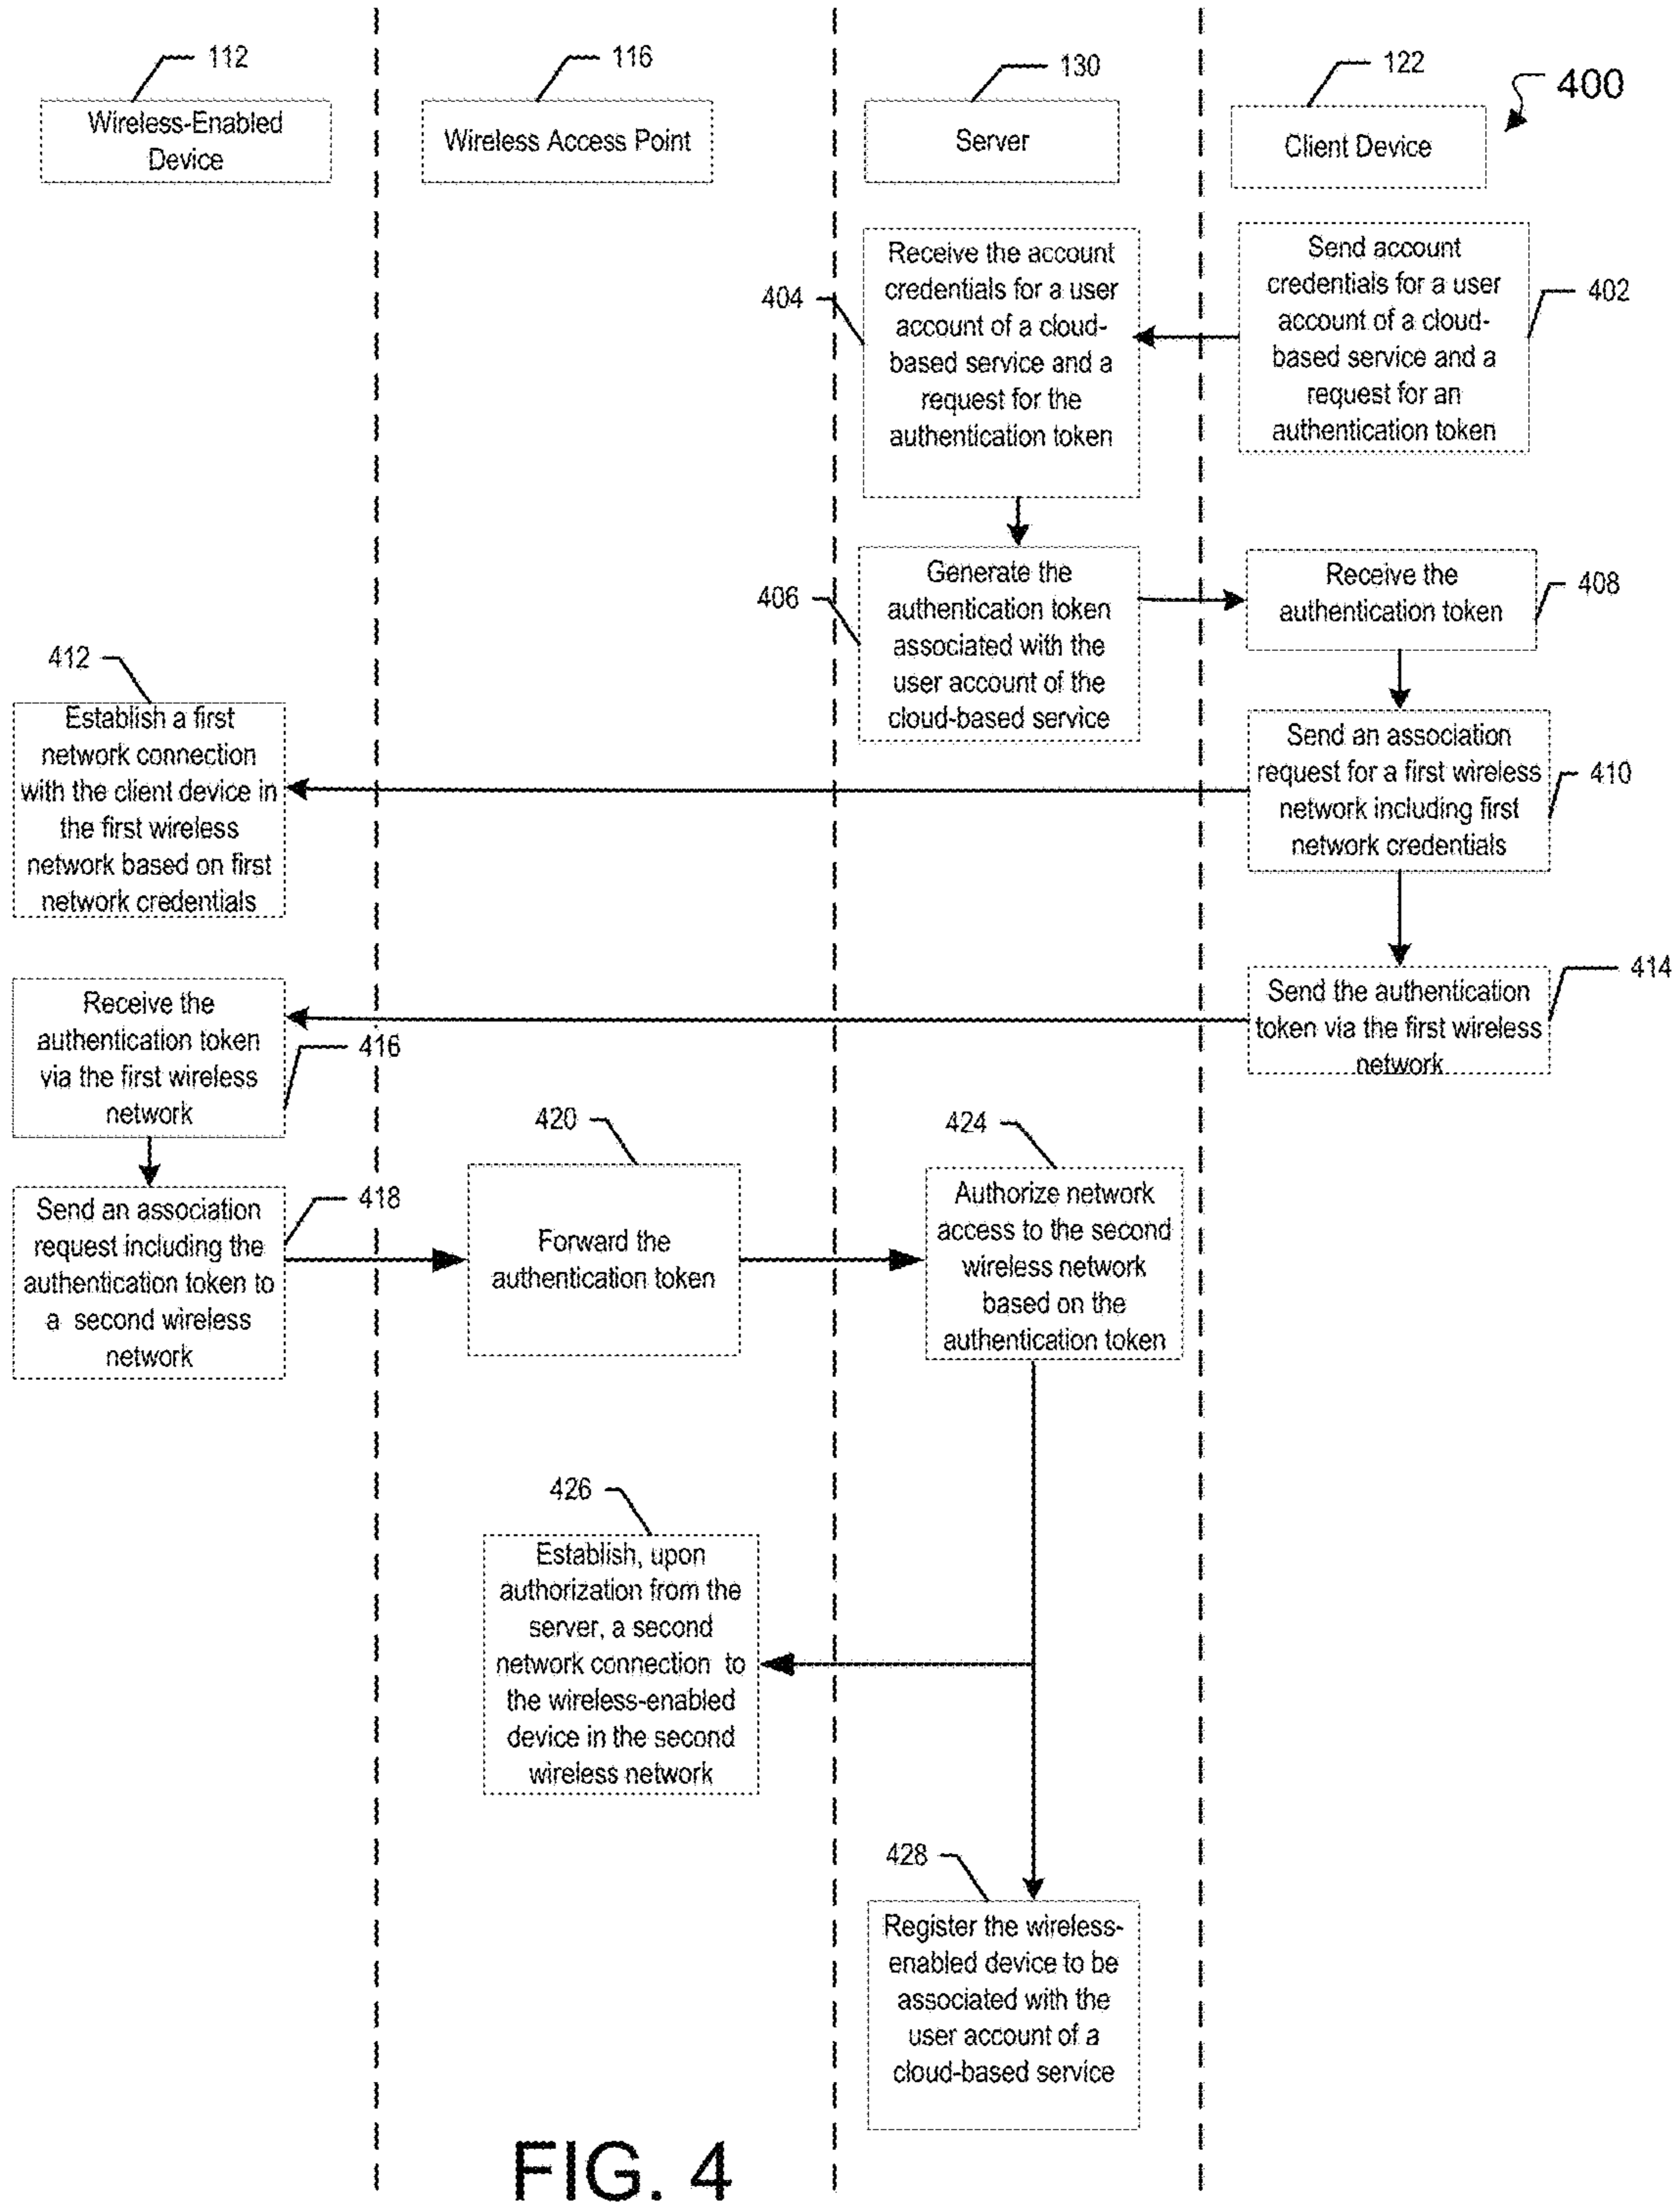 112
116
130
122
400
Wireless-Enabled
Device
Wireless Access Point
Server
Client Device
404
Receive the account
credentials for a user
account of a cloud-
based service and a
request for the
authentication token
Send account
credentials for a user
account of a cloud-
based service and a
request for an
authentication token
402
406
Generate the
authentication token
associated with the
user account of the
cloud-based service
Receive the
authentication token
408
412
Establish a first
network connection
with the client device in
the first wireless
network based on first
network credentials
Send an association
request for a first wireless
network including first
network credentials
410
Receive the
authentication token
via the first wireless
network
416
Send the authentication
token via the first wireless
network
414
Send an association
request including the
authentication token to
a second wireless
network
418
420
Forward the
authentication token
424
Authorize network
access to the second
wireless network
based on the
authentication token
426
Establish, upon
authorization from the
server, a second
network connection to
the wireless-enabled
device in the second
wireless network
428
Register the wireless-
enabled device to be
associated with the
user account of a
cloud-based service
FIG. 4